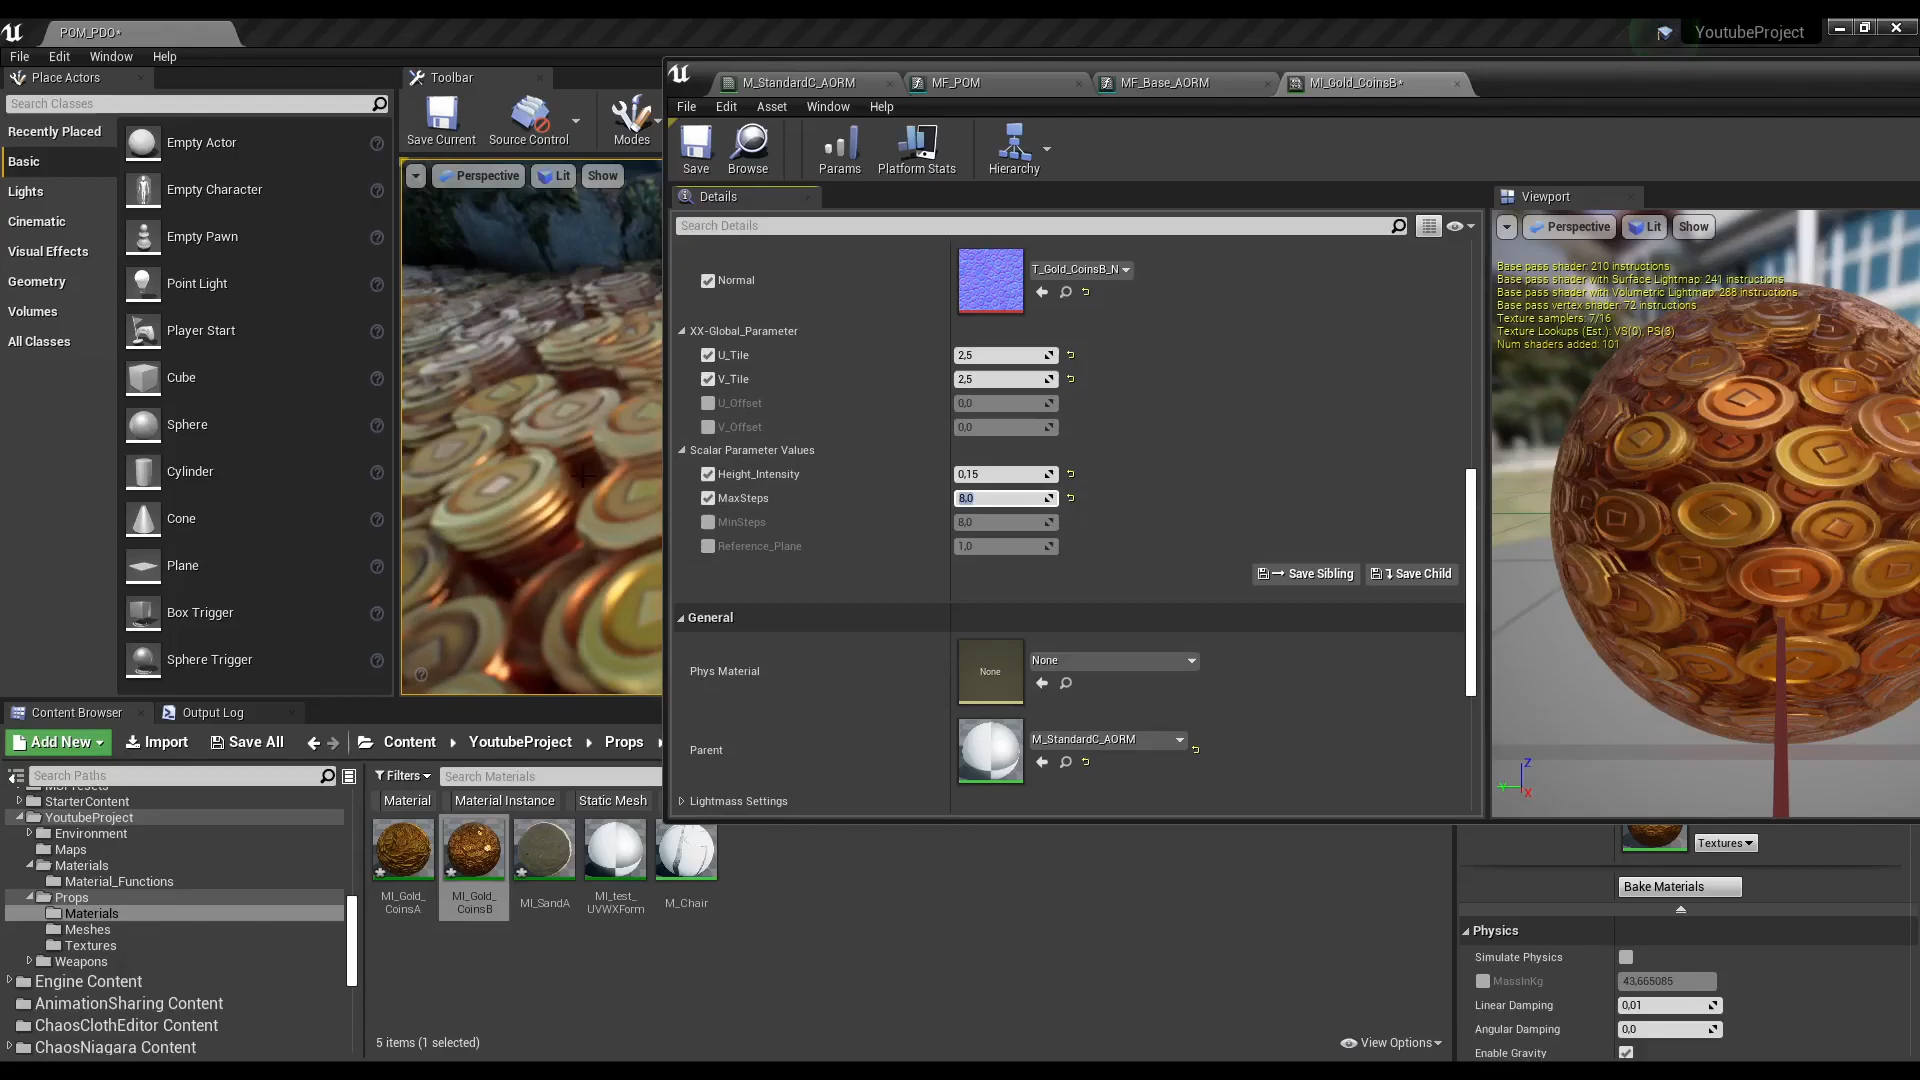 POM_PDO*
YoutubeProject
File Edit Window Help
Place Actors
Search Classes
Recently Placed
Basic
Lights
Cinematic
Visual Effects
Geometry
Volumes
All Classes
Empty Actor
Empty Character
Empty Pawn
Point Light
Player Start
Cube
Sphere
Cylinder
Cone
Plane
Box Trigger
Sphere Trigger
Toolbar
Save Current
Source Control
Modes
Perspective Lit Show
M_StandardC_AORM MF_POM MF_Base_AORM MI_Gold_CoinsB*
File Edit Asset Window Help
Save Browse Params Platform Stats Hierarchy
Details
Search Details
Normal
T_Gold_CoinsB_N
XX-Global_Parameter
U_Tile 2,5
V_Tile 2,5
U_Offset 0,0
V_Offset 0,0
Scalar Parameter Values
Height_Intensity 0,15
MaxSteps 8,0
MinSteps 8,0
Reference_Plane 1,0
Save Sibling Save Child
General
Phys Material
None
None
Parent
M_StandardC_AORM
Lightmass Settings
Viewport
Perspective Lit Show
Base pass shader: 210 instructions
Base pass shader with Surface Lightmap: 241 instructions
Base pass shader with Volumetric Lightmap: 288 instructions
Base pass vertex shader: 72 instructions
Texture samplers: 7/16
Texture Lookups (Est.): VS(0), PS(3)
Num shaders added: 101
Z
Y
X
Content Browser Output Log
Add New Import Save All Content YoutubeProject Props
Search Paths
StarterContent
YoutubeProject
Environment
Maps
Materials
Material_Functions
Props
Materials
Meshes
Textures
Weapons
Engine Content
AnimationSharing Content
ChaosClothEditor Content
ChaosNiagara Content
Filters Search Materials
Material Material Instance Static Mesh
MI_Gold_
CoinsA
MI_Gold_
CoinsB
MI_SandA
MI_test_
UVWXForm
M_Chair
5 items (1 selected)
View Options
Textures
Bake Materials
Physics
Simulate Physics
MassInKg 43,665085
Linear Damping 0,01
Angular Damping 0,0
Enable Gravity